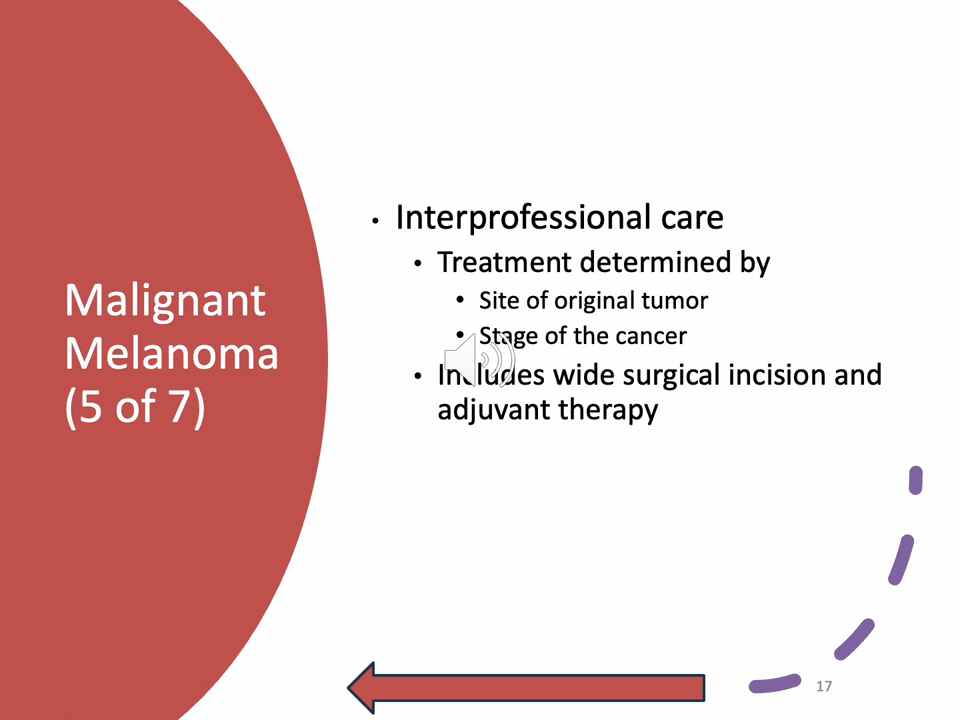 Malignant
Melanoma
(5 of 7)
• Interprofessional care
• Treatment determined by
• Site of original tumor
• Stage of the cancer
• Includes wide surgical incision and
adjuvant therapy
17